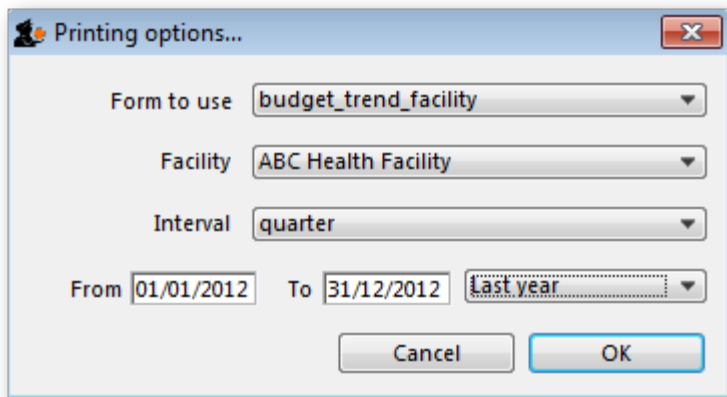 Printing options...
Form to use budget_trend_facility
Facility ABC Health Facility
Interval quarter
From 01/01/2012 To 31/12/2012 Last year
Cancel OK